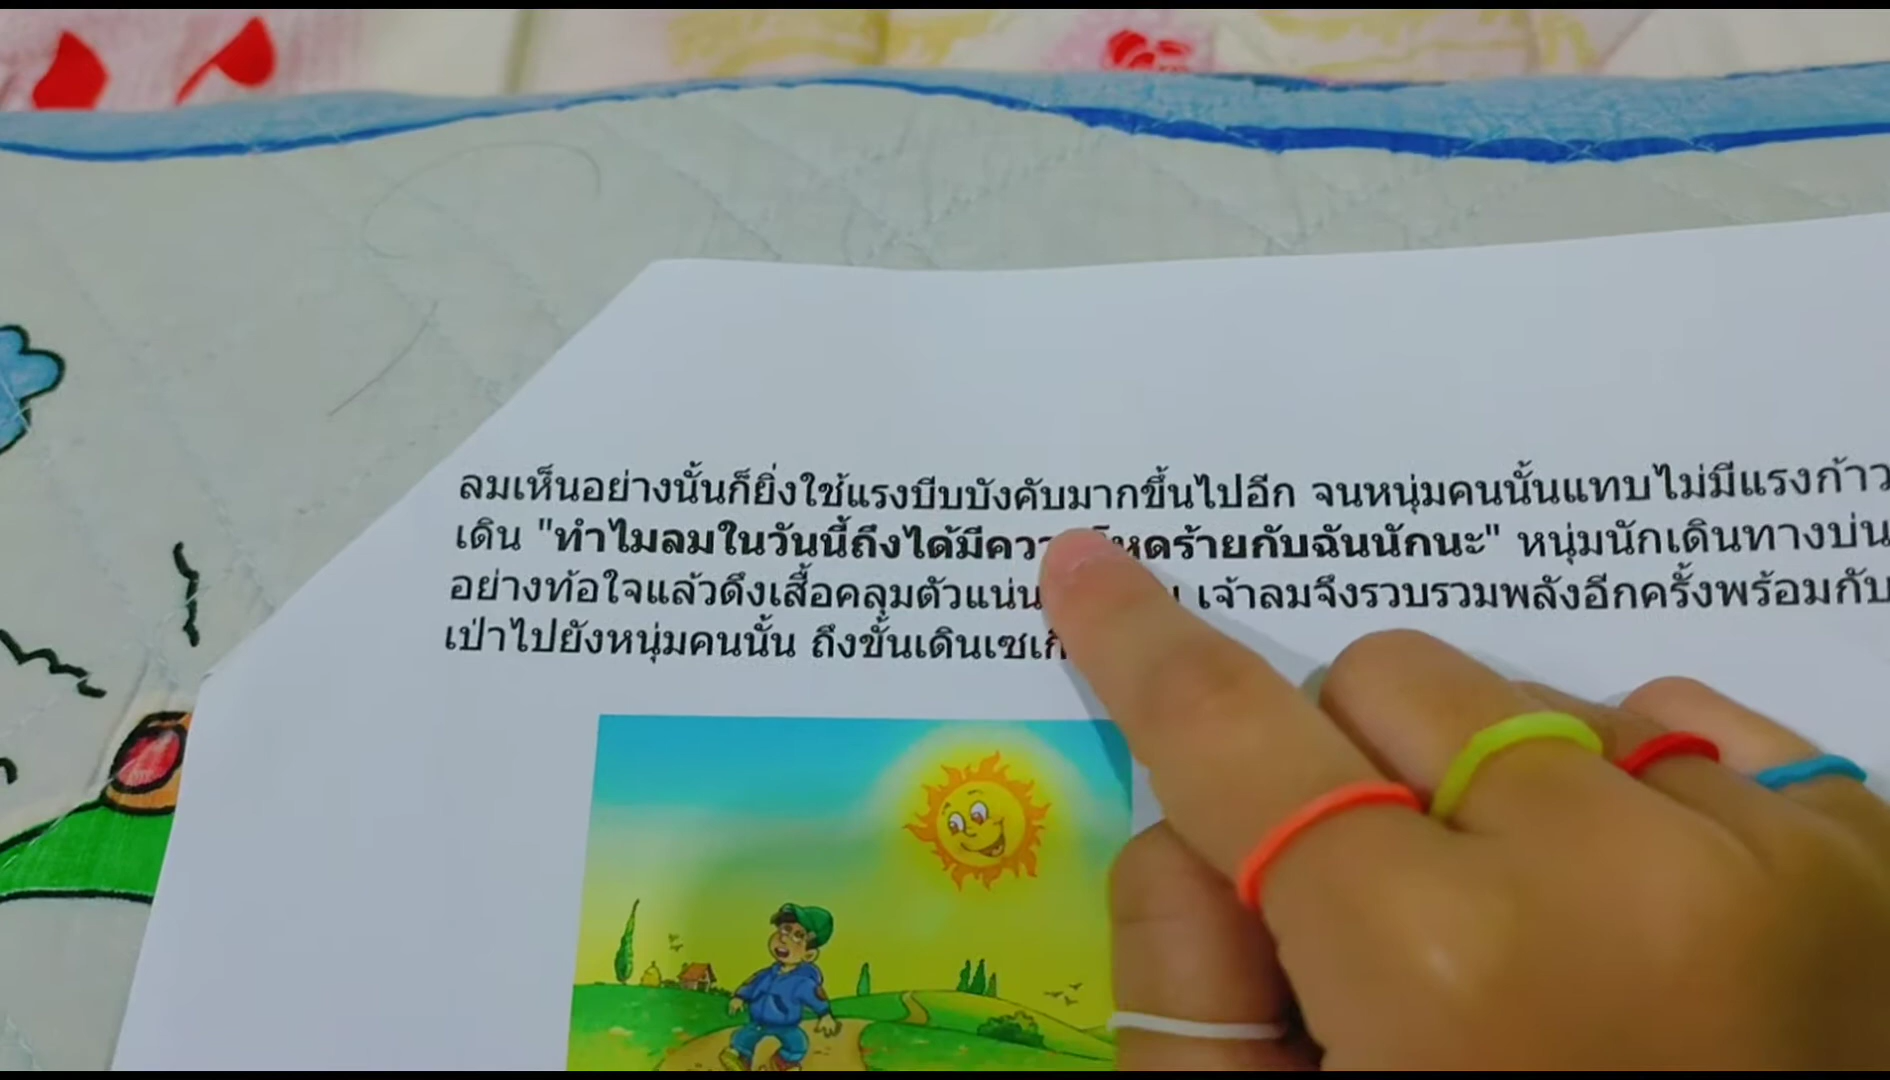 ลมเห็นอย่างนั้นก็ยิ่งใช้แรงบีบบังคับมากขึ้นไปอีก จนหนุ่มคนนั้นแทบไม่มีแรงก้าว
เดิน "ทำไมลมในวันนี้ถึงได้มี หดร้ายกับฉันนักนะ" หนุ่มนักเดินทางบ่น
อย่างท้อใจแล้วดึงเสื้อคลุมตัวแน่น เจ้าลมจึงรวบรวมพลังอีกครั้งพร้อมกับ
เป่าไปยังหนุ่มคนนั้น ถึงขั้นเดินเซ